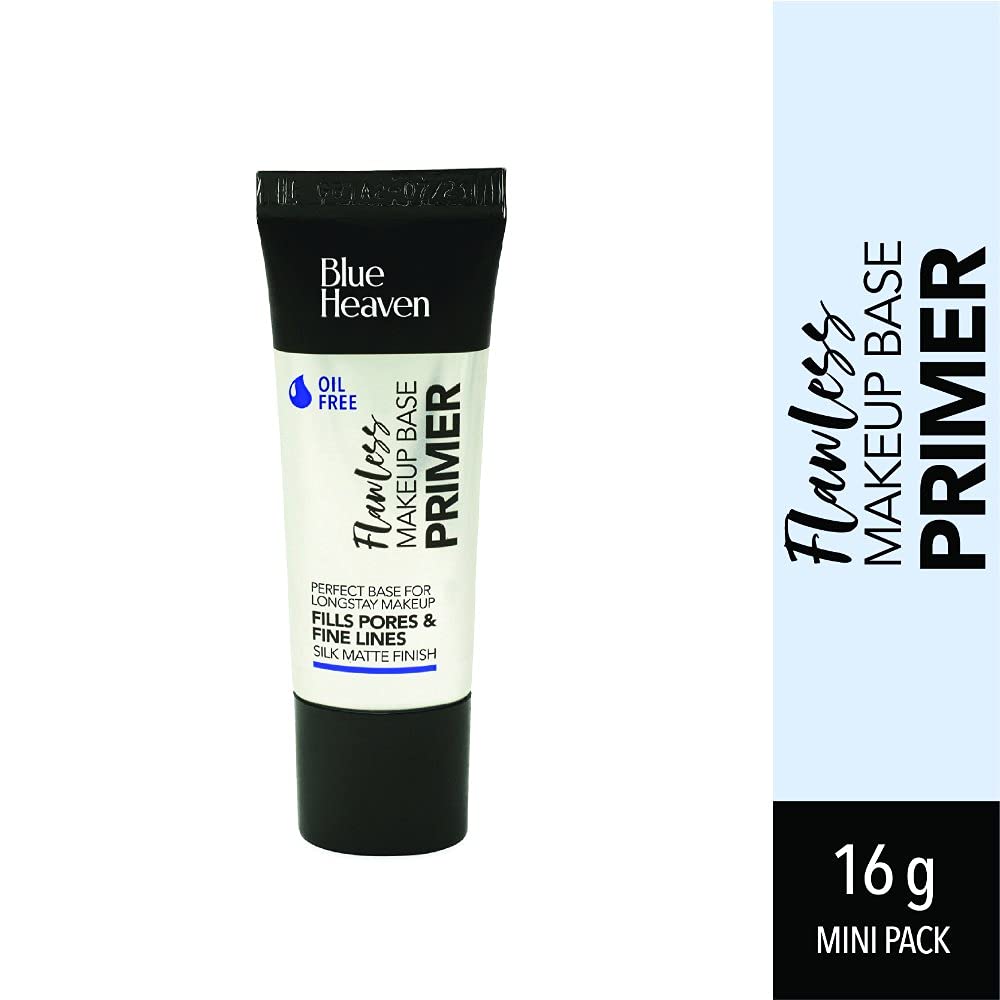 Blue
Heaven
OIL
FREE
Flawless
MAKEUP BASE
PRIMER
PERFECT BASE FOR
LONGSTAY MAKEUP
FILLS PORES &
FINE LINES
SILK MATTE FINISH
Flawless
MAKEUP BASE
PRIMER
16 g
MINI PACK